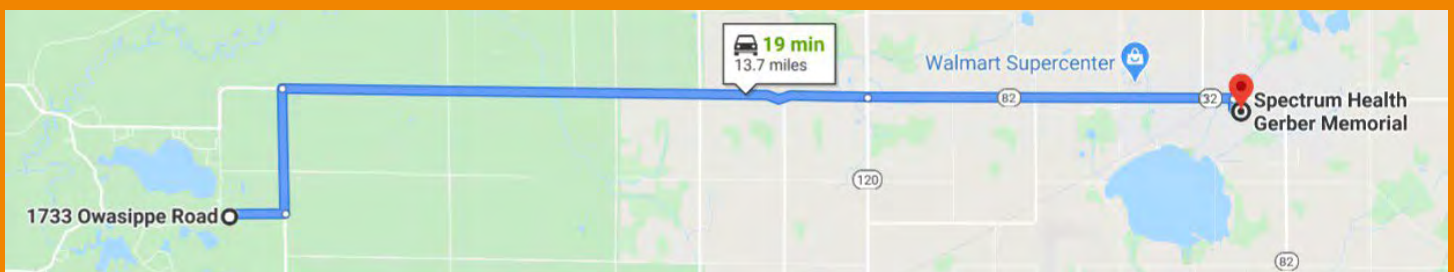 19 min
13.7 miles
Walmart Supercenter
82
32
Spectrum Health
Gerber Memorial
120
1733 Owasippe Road
82